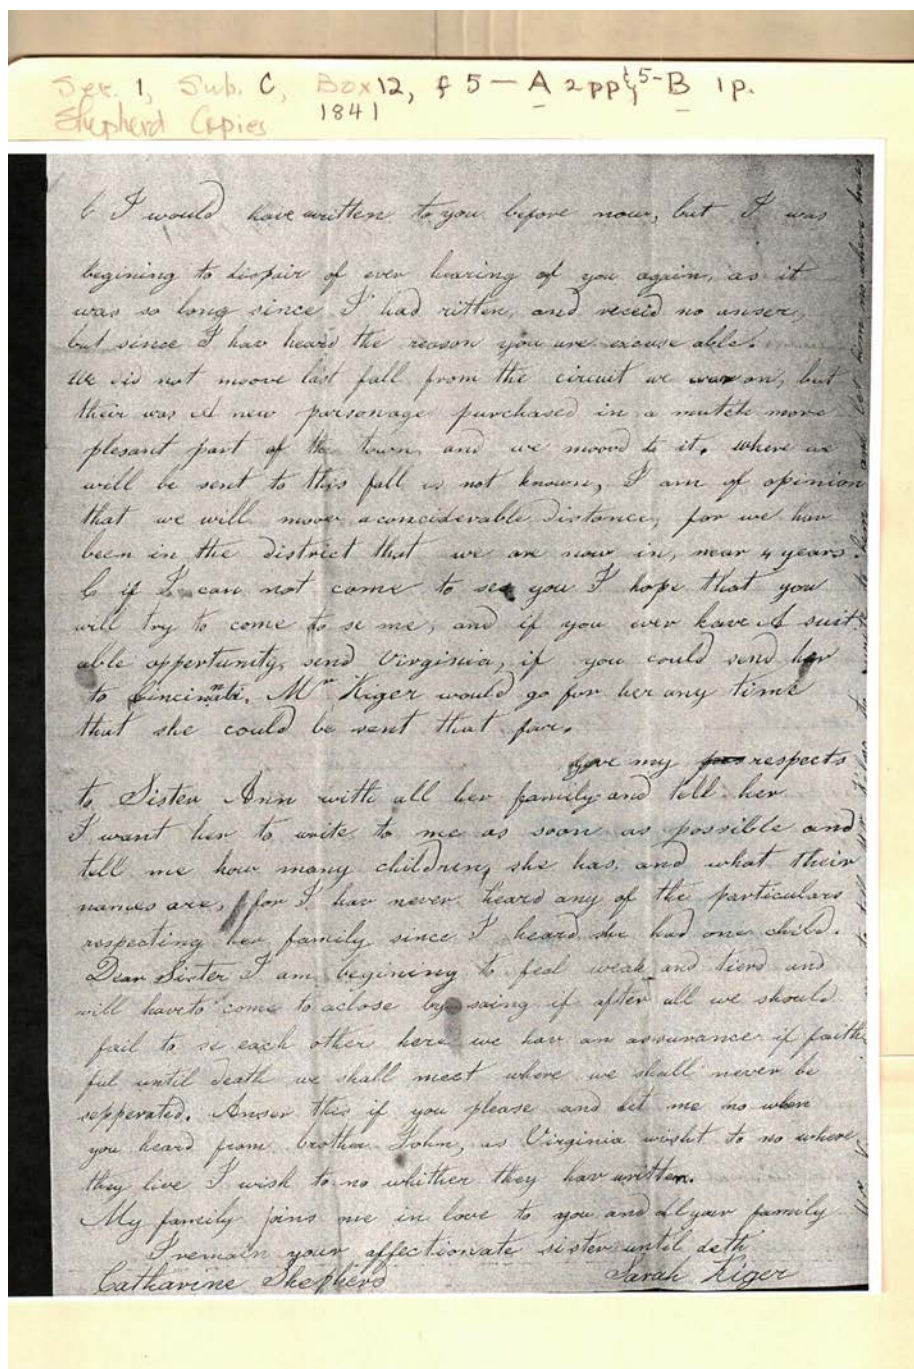 Ser. 1, Sub. C, Box 12, f 5 — A 2pp & 5-B 1p.
Shepherd Copies 1841
I would have written to you before now, but I was
begining to dispair of ever hearing of you again, as it
was so long since I had ritten, and receid no anser,
but since I hav heard the reason you are excuse able.
We did not moove last fall from the circuit we war on, but
their was A new parsonage purchased in a mutch more
plesant part of the town, and we moovd to it, where we
will be sent to this fall is not known, I am of opinion
that we will moove aconciderable distance, for we hav
been in the district that we are now in, near 4 years.
if I can not come to see you I hope that you
will try to come to se me, and if you ever have A suit
able oppertunity, send Virginia, if you could send her
to Cincinnati, Mr Kiger would go for her any time
that she could be sent that far.
give my respects
to Sister Ann with all her family and tell her
I want her to write to me as soon as possible and
tell me how many children, she has, and what their
names are, for I hav never heard any of the particulars
respecting her family since I heard she had one child.
Dear Sister I am begining to feal weak and tierd and
will haveto come to aclose by saing if after all we should
fail to se each other here we hav an assurance if faith
ful until death we shall meet where we shall never be
sepperated. Anser this if you please and let me no when
you heard from brother John, as Virginia wisht to no where
they live I wish to no whither they hav written.
My family joins me in love to you and all your family
I remain your affectionate sister until deth
Catharine Shepherd Sarah Kiger